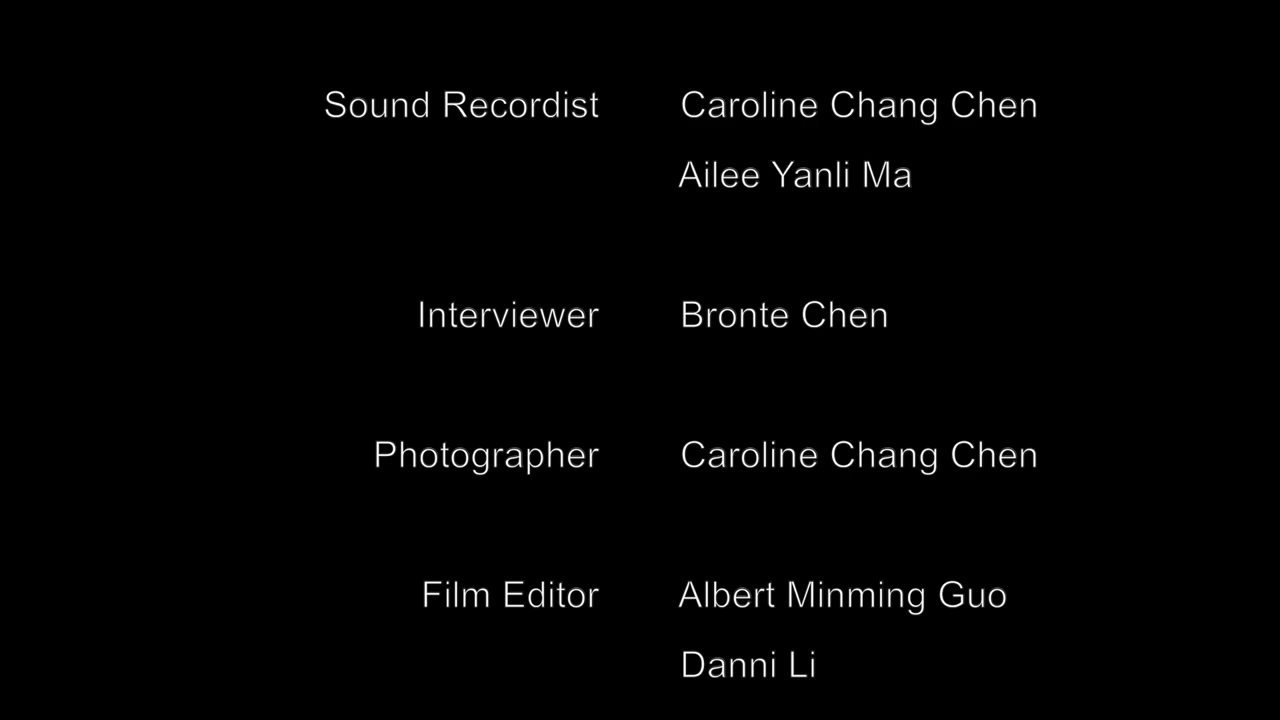 Sound Recordist Caroline Chang Chen
Ailee Yanli Ma
Interviewer Bronte Chen
Photographer Caroline Chang Chen
Film Editor Albert Minming Guo
Danni Li